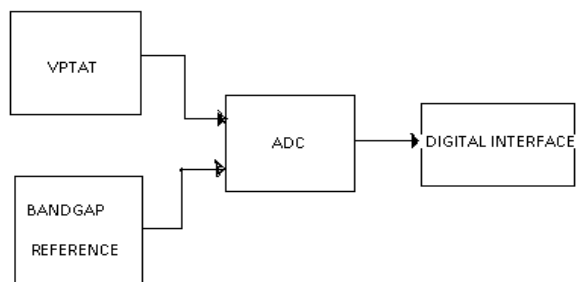 VPTAT
ADC
DIGITAL INTERFACE
BANDGAP
REFERENCE